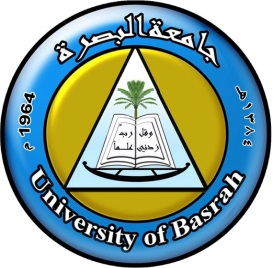 جامعة البصرة
١٣٨٤ هـ
1964 م
وقل رب
زدني علما
University of Basrah